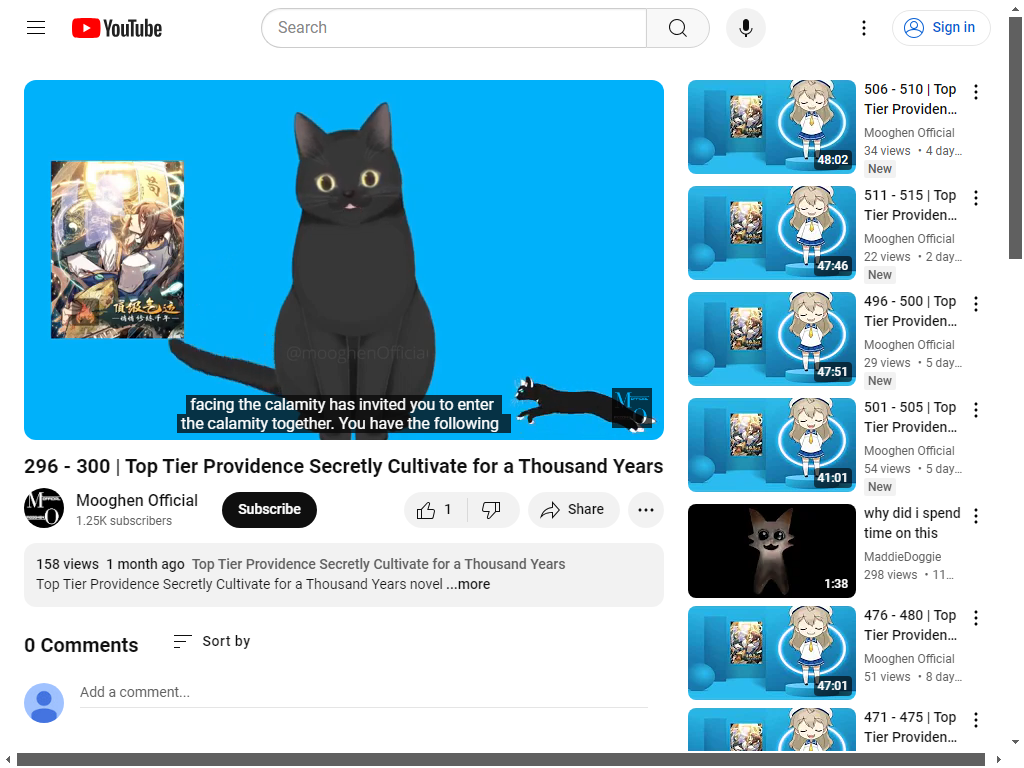 YouTube
Search
Sign in
頂級气运
悄悄修练千年
@mooghenOfficial
facing the calamity has invited you to enter
the calamity together. You have the following
296 - 300 | Top Tier Providence Secretly Cultivate for a Thousand Years
Mooghen Official
1.25K subscribers
Subscribe
1
Share
158 views 1 month ago Top Tier Providence Secretly Cultivate for a Thousand Years
Top Tier Providence Secretly Cultivate for a Thousand Years novel ...more
0 Comments
Sort by
Add a comment...
48:02
506 - 510 | Top
Tier Providen...
Mooghen Official
34 views • 4 day...
New
47:46
511 - 515 | Top
Tier Providen...
Mooghen Official
22 views • 2 day...
New
47:51
496 - 500 | Top
Tier Providen...
Mooghen Official
29 views • 5 day...
New
41:01
501 - 505 | Top
Tier Providen...
Mooghen Official
54 views • 5 day...
New
1:38
why did i spend
time on this
MaddieDoggie
298 views • 11...
47:01
476 - 480 | Top
Tier Providen...
Mooghen Official
51 views • 8 day...
471 - 475 | Top
Tier Providen...